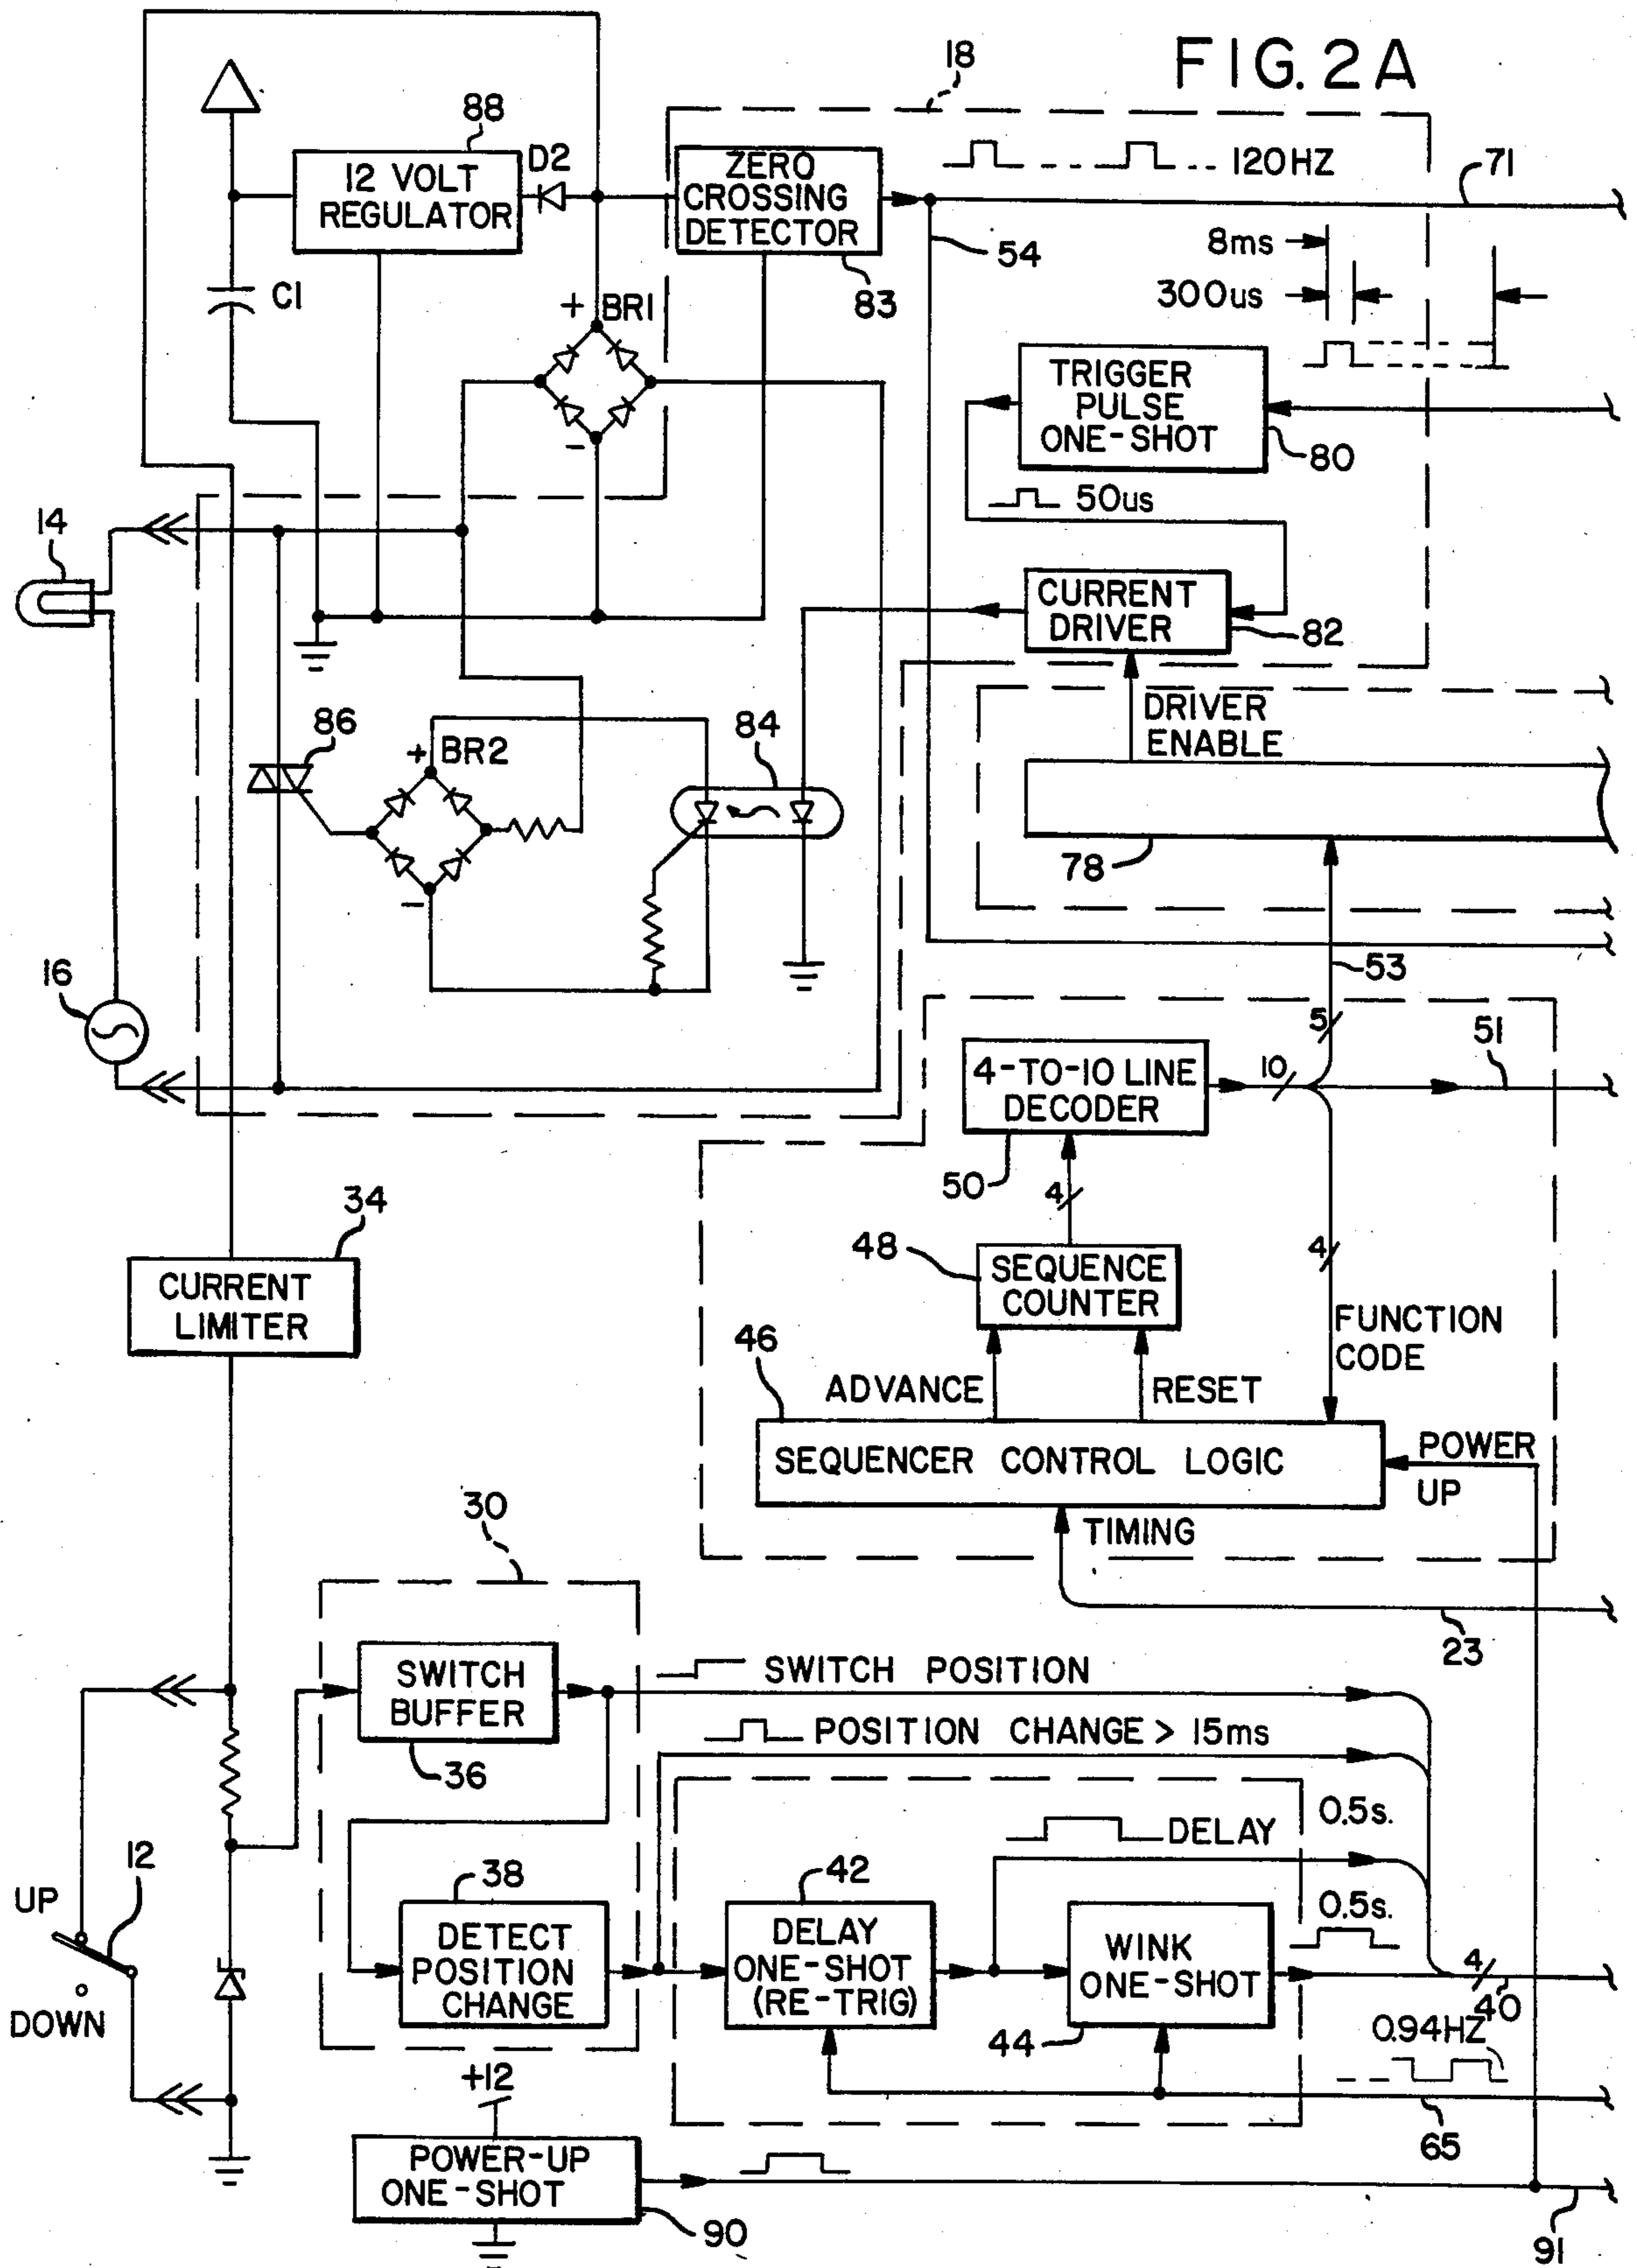 FIG. 2A
18
88
12 VOLT
REGULATOR
D2
ZERO
CROSSING
DETECTOR
83
120HZ
71
54
8ms
300us
C1
+ BR1
-
TRIGGER
PULSE
ONE-SHOT
80
50us
14
CURRENT
DRIVER
82
DRIVER
ENABLE
86
+ BR2
-
84
78
53
16
5
51
4-TO-10 LINE
DECODER
10
50
4
34
CURRENT
LIMITER
48
SEQUENCE
COUNTER
4
FUNCTION
CODE
46
ADVANCE
RESET
SEQUENCER CONTROL LOGIC
POWER
UP
TIMING
30
23
SWITCH
BUFFER
36
SWITCH POSITION
POSITION CHANGE > 15ms
0.5s.
DELAY
12
UP
DOWN
38
DETECT
POSITION
CHANGE
42
DELAY
ONE-SHOT
(RE-TRIG)
WINK
ONE-SHOT
44
0.5s.
4
40
0.94HZ
65
+12
POWER-UP
ONE-SHOT
90
91